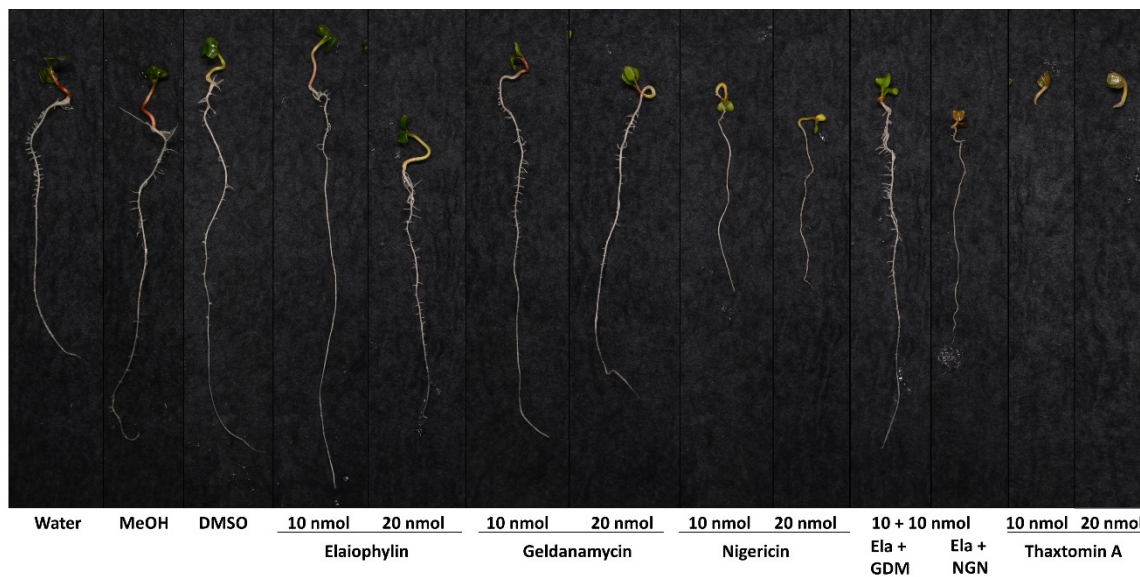 Water MeOH DMSO 10 nmol 20 nmol 10 nmol 20 nmol 10 nmol 20 nmol 10 + 10 nmol 10 nmol 20 nmol
Elaiophylin Geldanamycin Nigericin Ela + Ela + Thaxtomin A
GDM NGN